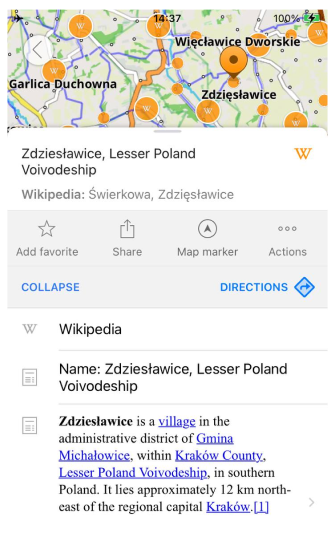 14:37
100%
Więcławice Dworskie
Garlica Duchowna
Zdzięsławice
Zdziesławice, Lesser Poland
Voivodeship
Wikipedia: Świerkowa, Zdzięsławice
Add favorite
Share
Map marker
Actions
COLLAPSE
DIRECTIONS
Wikipedia
Name: Zdziesławice, Lesser Poland
Voivodeship
Zdziesławice is a village in the
administrative district of Gmina
Michałowice, within Kraków County,
Lesser Poland Voivodeship, in southern
Poland. It lies approximately 12 km north-
east of the regional capital Kraków.[1]